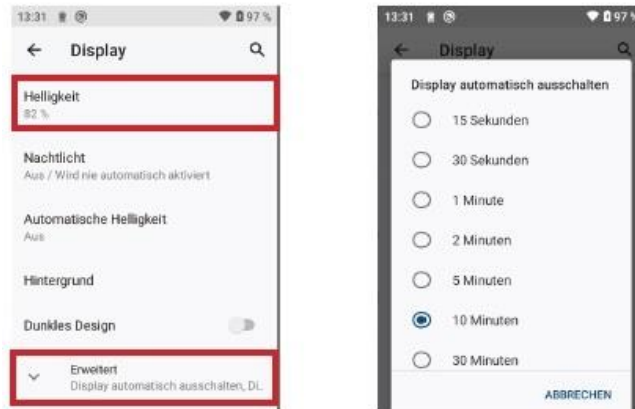 13:31 97 %
Display
Helligkeit
82 %
Nachtlicht
Aus / Wird nie automatisch aktiviert
Automatische Helligkeit
Aus
Hintergrund
Dunkles Design
Erweitert
Display automatisch ausschalten, Di..
13:31 97 %
Display
Display automatisch ausschalten
15 Sekunden
30 Sekunden
1 Minute
2 Minuten
5 Minuten
10 Minuten
30 Minuten
ABBRECHEN